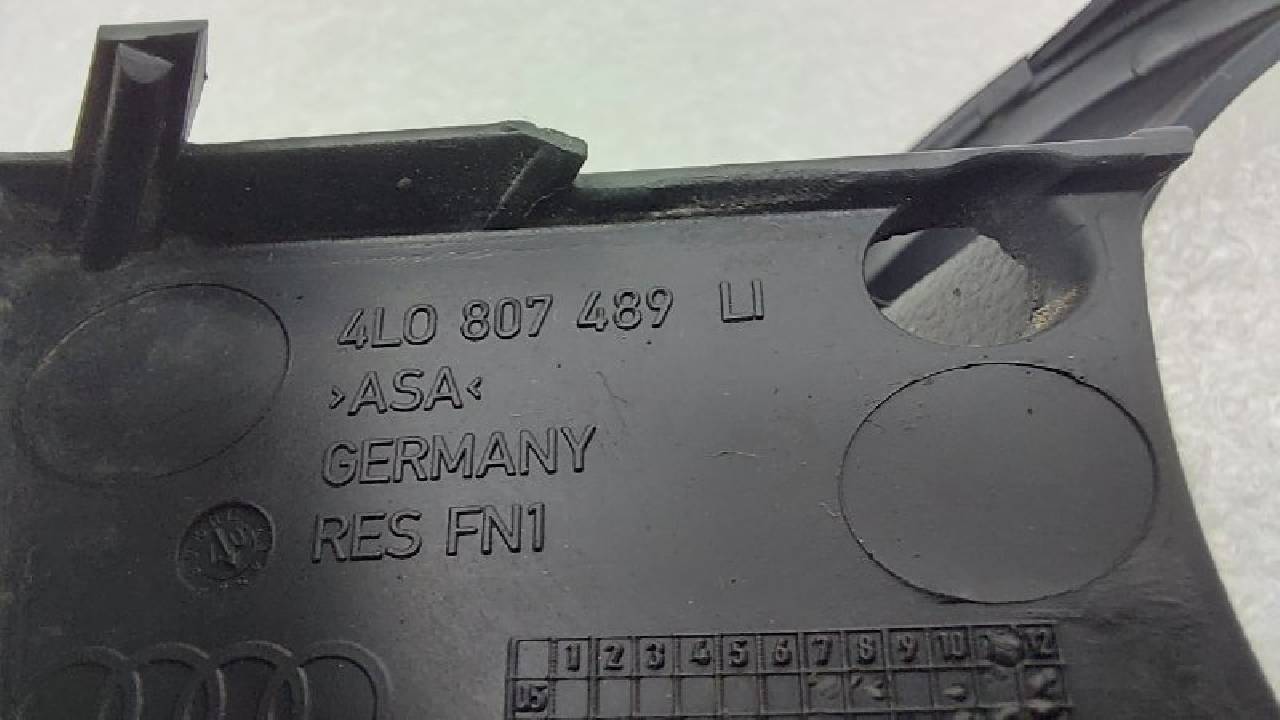 4L0 807 489 LI
>ASA<
GERMANY
RES FN1
1 2 3 4 5 6 7 8 9 10 12
05